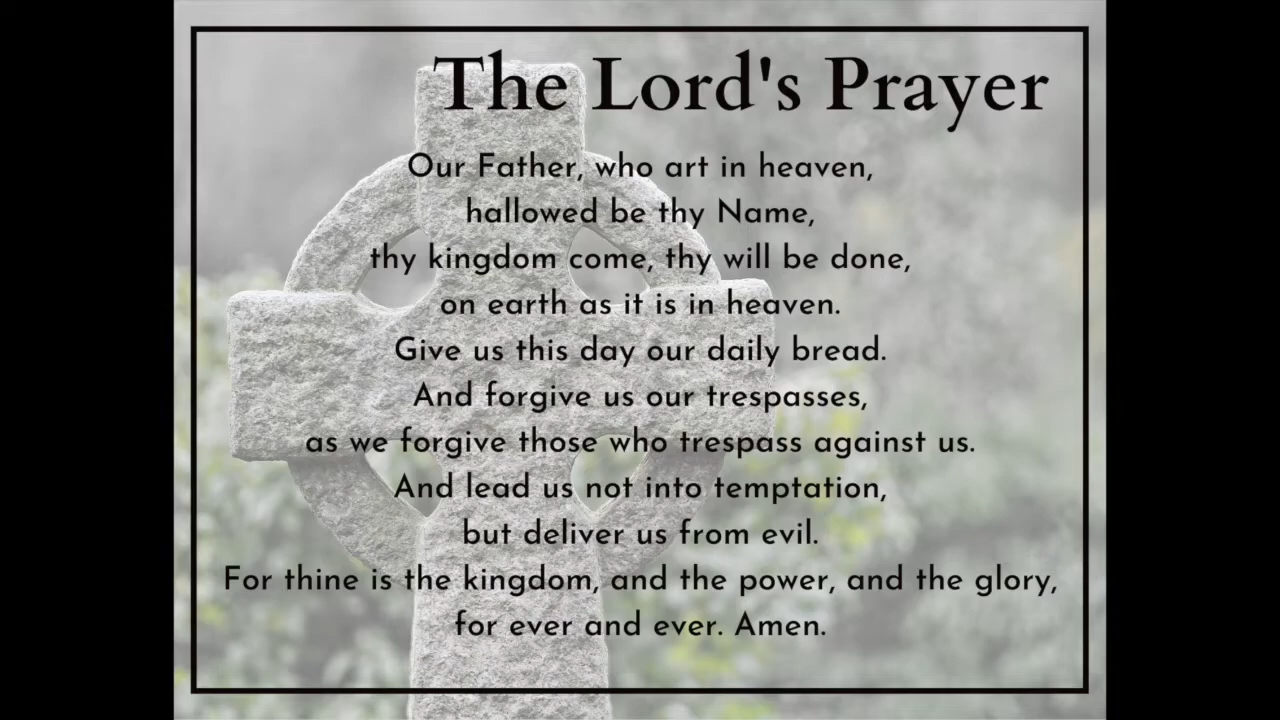 The Lord's Prayer
Our Father, who art in heaven,
hallowed be thy Name,
thy kingdom come, thy will be done,
on earth as it is in heaven.
Give us this day our daily bread.
And forgive us our trespasses,
as we forgive those who trespass against us.
And lead us not into temptation,
but deliver us from evil.
For thine is the kingdom, and the power, and the glory,
for ever and ever. Amen.